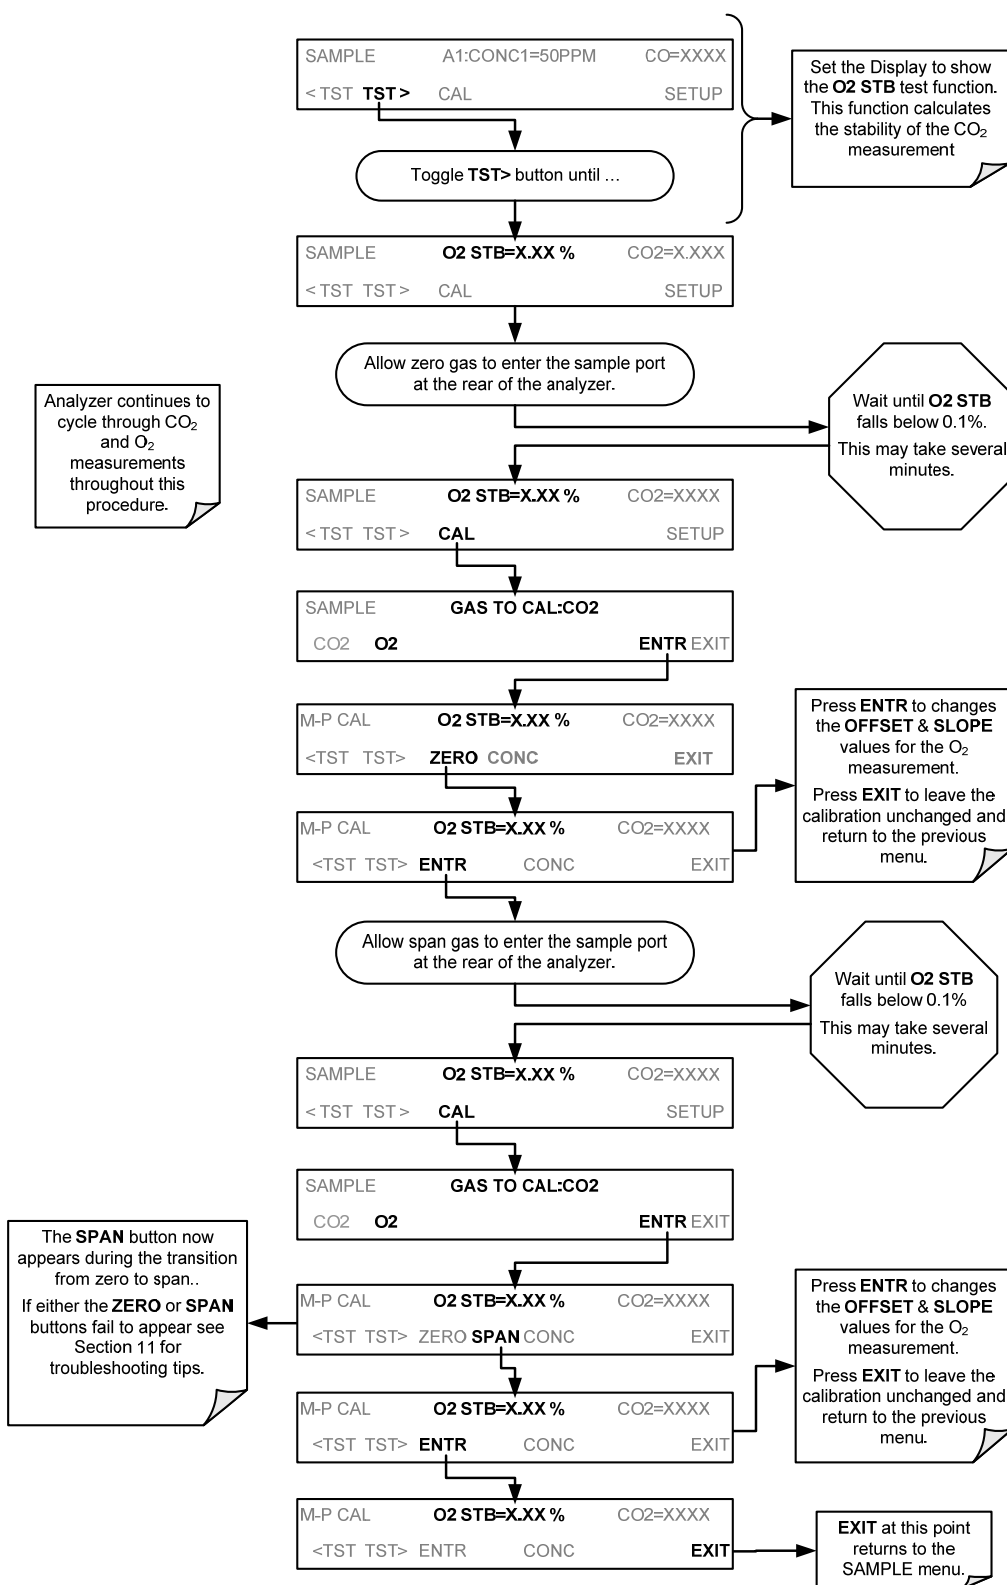 SAMPLE A1:CONC1=50PPM CO=XXXX
< TST TST > CAL SETUP
Set the Display to show
the O2 STB test function.
This function calculates
the stability of the CO2
measurement
Toggle TST> button until …
SAMPLE O2 STB=X.XX % CO2=X.XXX
< TST TST > CAL SETUP
Allow zero gas to enter the sample port
at the rear of the analyzer.
Wait until O2 STB
falls below 0.1%.
This may take several
minutes.
Analyzer continues to
cycle through CO2
and O2
measurements
throughout this
procedure.
SAMPLE O2 STB=X.XX % CO2=XXXX
< TST TST > CAL SETUP
SAMPLE GAS TO CAL:CO2
CO2 O2 ENTR EXIT
M-P CAL O2 STB=X.XX % CO2=XXXX
<TST TST> ZERO CONC EXIT
Press ENTR to changes
the OFFSET & SLOPE
values for the O2
measurement.
Press EXIT to leave the
calibration unchanged and
return to the previous
menu.
M-P CAL O2 STB=X.XX % CO2=XXXX
<TST TST> ENTR CONC EXIT
Allow span gas to enter the sample port
at the rear of the analyzer.
Wait until O2 STB
falls below 0.1%
This may take several
minutes.
SAMPLE O2 STB=X.XX % CO2=XXXX
< TST TST > CAL SETUP
SAMPLE GAS TO CAL:CO2
CO2 O2 ENTR EXIT
The SPAN button now
appears during the transition
from zero to span..
If either the ZERO or SPAN
buttons fail to appear see
Section 11 for
troubleshooting tips.
M-P CAL O2 STB=X.XX % CO2=XXXX
<TST TST> ZERO SPAN CONC EXIT
Press ENTR to changes
the OFFSET & SLOPE
values for the O2
measurement.
Press EXIT to leave the
calibration unchanged and
return to the previous
menu.
M-P CAL O2 STB=X.XX % CO2=XXXX
<TST TST> ENTR CONC EXIT
M-P CAL O2 STB=X.XX % CO2=XXXX
<TST TST> ENTR CONC EXIT
EXIT at this point
returns to the
SAMPLE menu.